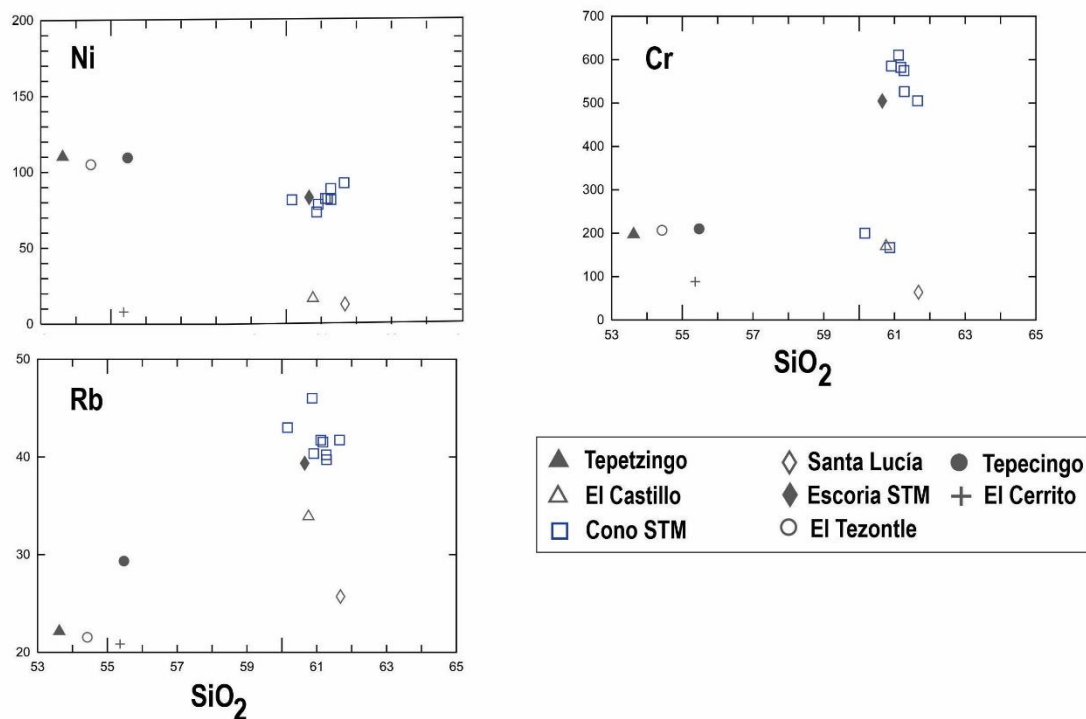 200
150
100
50
0
Ni
700
600
500
400
300
200
100
0
Cr
53 55 57 59 61 63 65
SiO2
50
40
30
20
Rb
53 55 57 59 61 63 65
SiO2
Tepetzingo Santa Lucía Tepecingo
El Castillo Escoria STM El Cerrito
Cono STM El Tezontle